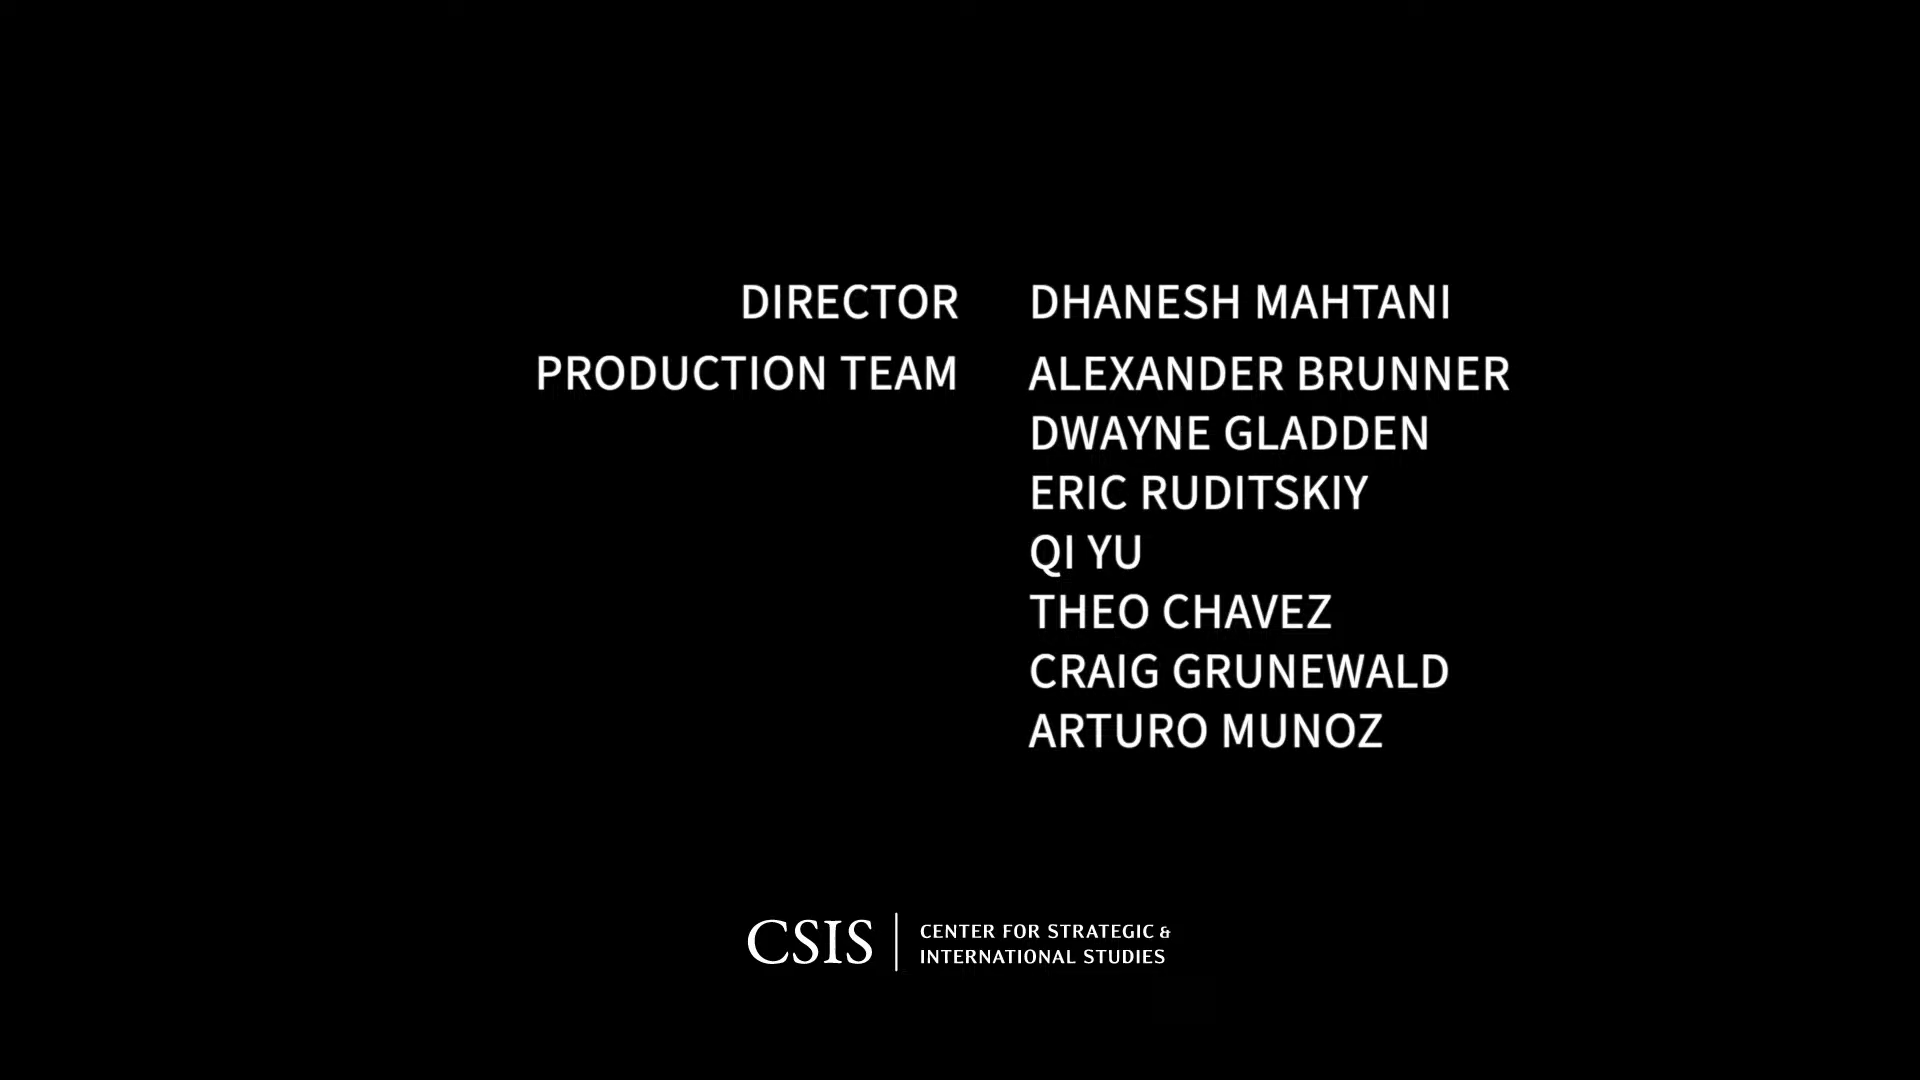 DIRECTOR DHANESH MAHTANI
PRODUCTION TEAM ALEXANDER BRUNNER
DWAYNE GLADDEN
ERIC RUDITSKIY
QI YU
THEO CHAVEZ
CRAIG GRUNEWALD
ARTURO MUNOZ
CSIS
CENTER FOR STRATEGIC &
INTERNATIONAL STUDIES